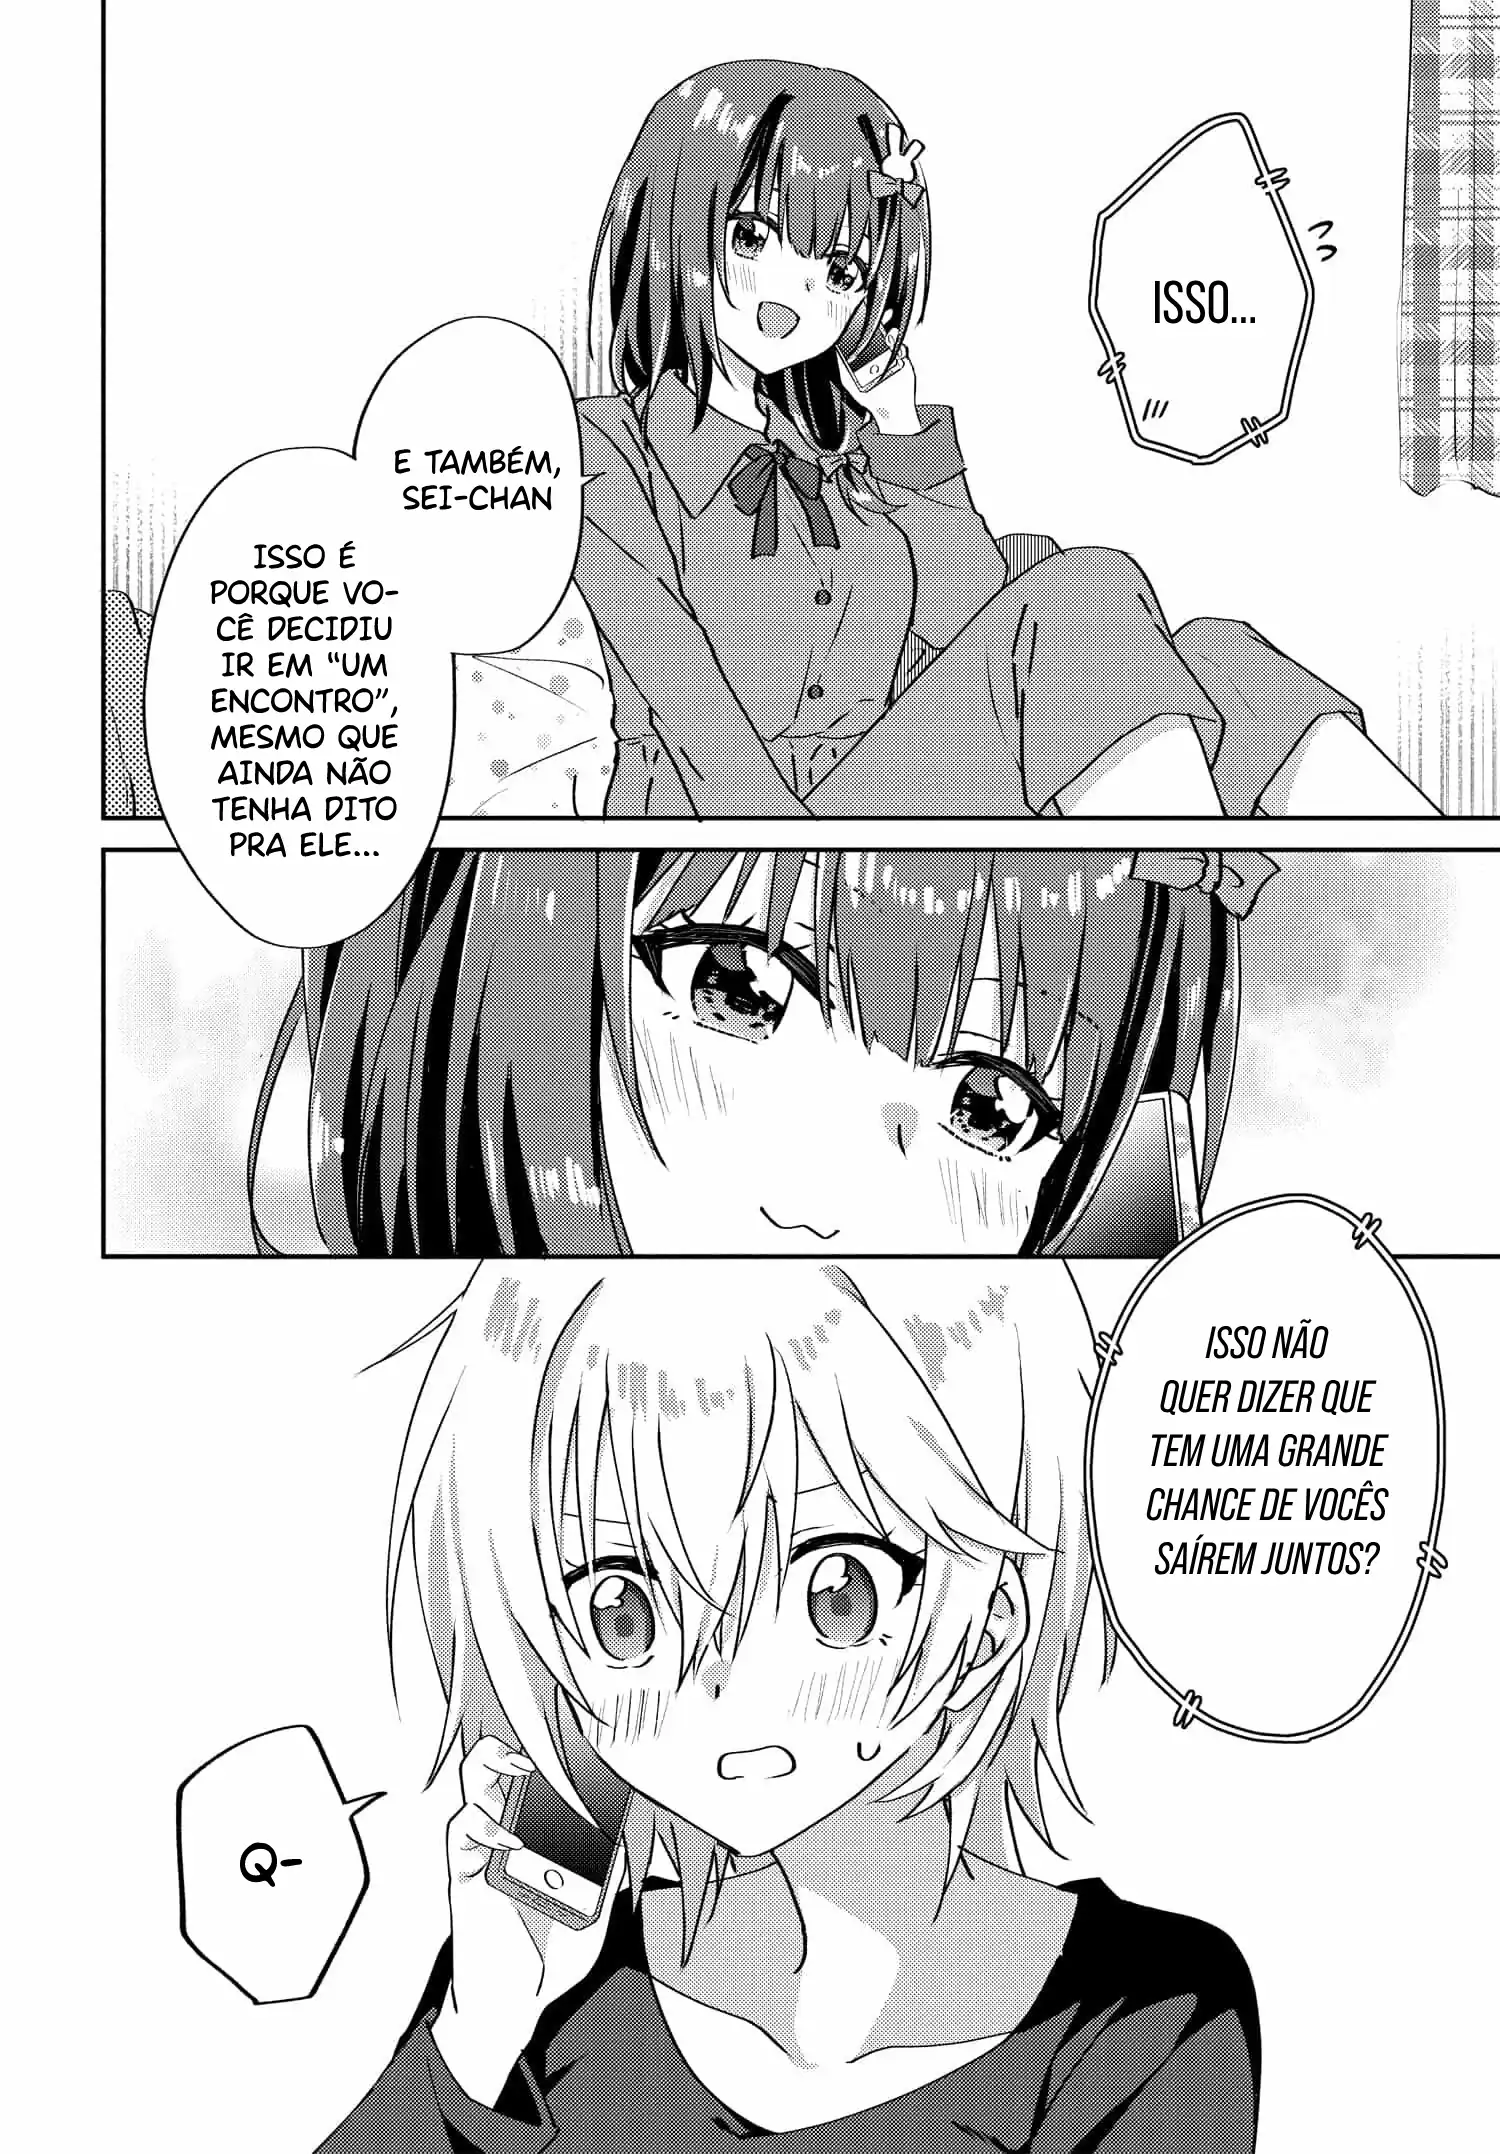 ISSO...
E TAMBÉM,
SEI-CHAN
ISSO É
PORQUE VO-
CÊ DECIDIU
IR EM “UM
ENCONTRO”,
MESMO QUE
AINDA NÃO
TENHA DITO
PRA ELE...
ISSO NÃO
QUER DIZER QUE
TEM UMA GRANDE
CHANCE DE VOCÊS
SAÍREM JUNTOS?
Q-